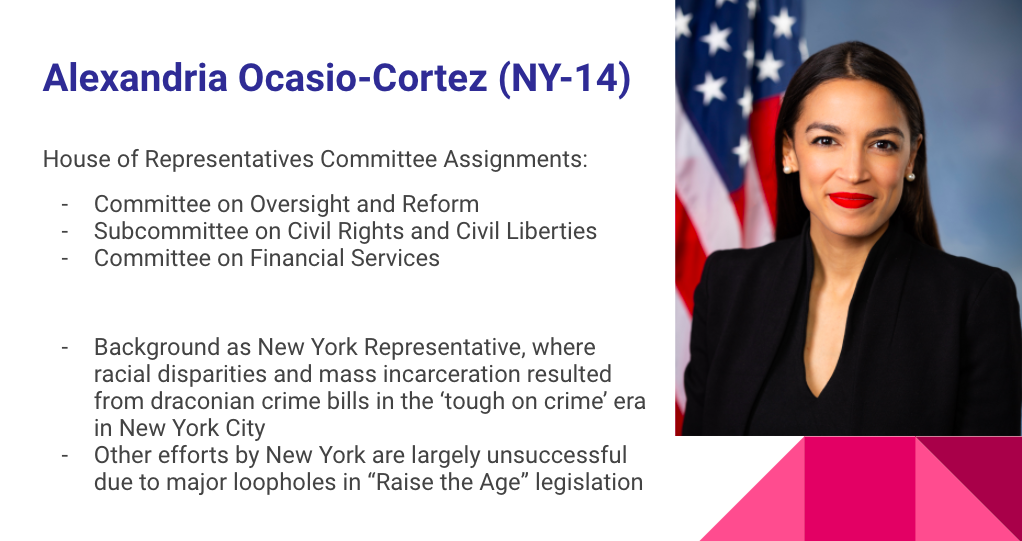 Alexandria Ocasio-Cortez (NY-14)
House of Representatives Committee Assignments:
- Committee on Oversight and Reform
- Subcommittee on Civil Rights and Civil Liberties
- Committee on Financial Services
- Background as New York Representative, where
racial disparities and mass incarceration resulted
from draconian crime bills in the ‘tough on crime’ era
in New York City
- Other efforts by New York are largely unsuccessful
due to major loopholes in “Raise the Age” legislation